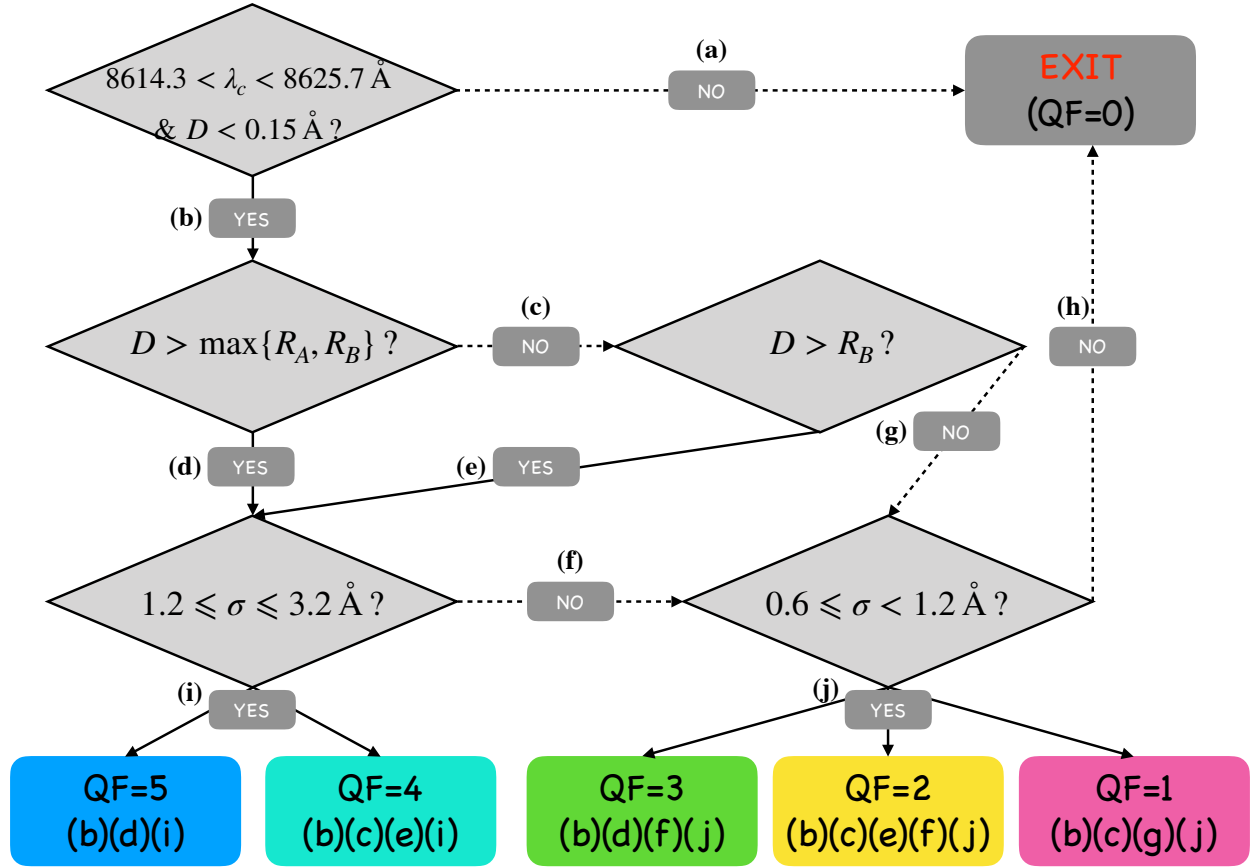 (a)
8614.3 < λ_c < 8625.7 Å
& D < 0.15 Å ?
NO
EXIT
(QF=0)
(b)
YES
(c)
(h)
D > max{R_A, R_B} ?
NO
D > R_B ?
NO
(d)
YES
(e)
YES
(g)
NO
(f)
1.2 ⩽ σ ⩽ 3.2 Å ?
NO
0.6 ⩽ σ < 1.2 Å ?
(i)
YES
(j)
YES
QF=5
(b)(d)(i)
QF=4
(b)(c)(e)(i)
QF=3
(b)(d)(f)(j)
QF=2
(b)(c)(e)(f)(j)
QF=1
(b)(c)(g)(j)